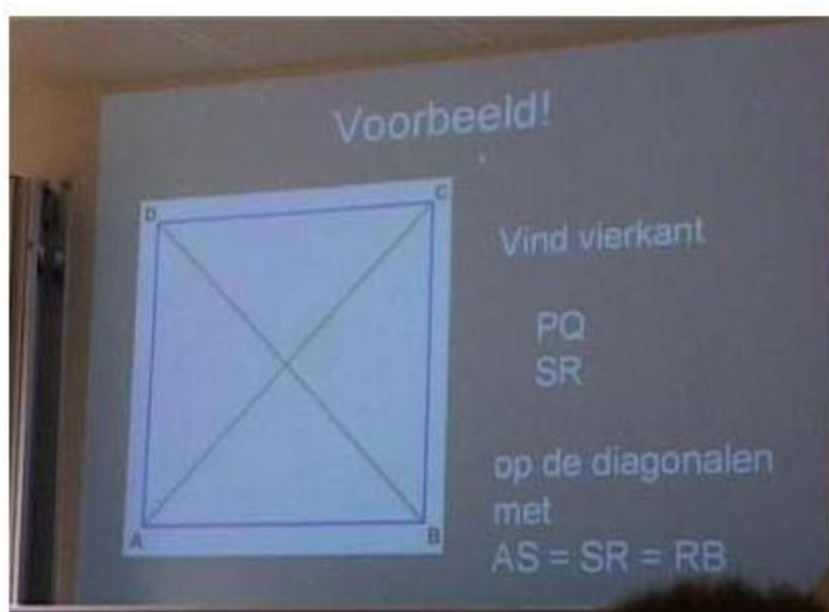 Voorbeeld!
D
C
A
B
Vind vierkant
PQ
SR
op de diagonalen
met
AS = SR = RB